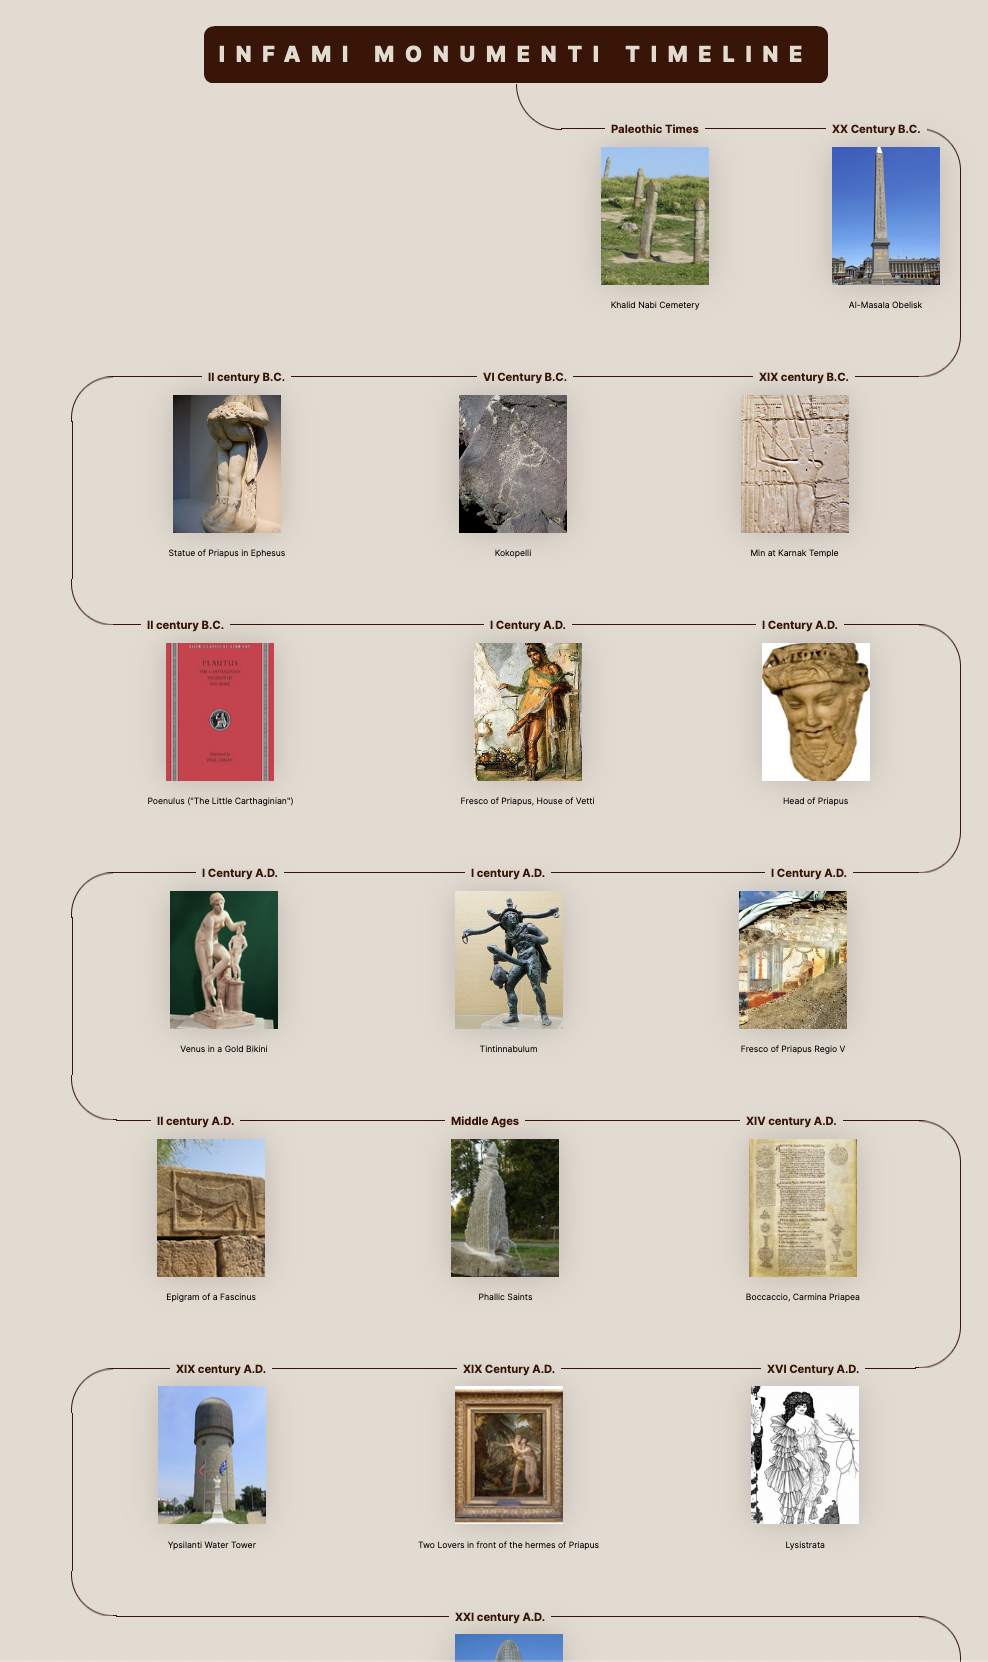 INFAMI MONUMENTI TIMELINE
Paleothic Times
XX Century B.C.
Khalid Nabi Cemetery
Al-Masala Obelisk
II century B.C.
VI Century B.C.
XIX century B.C.
Statue of Priapus in Ephesus
Kokopelli
Min at Karnak Temple
II century B.C.
I Century A.D.
I Century A.D.
PLAUTUS
Poenulus ("The Little Carthaginian")
Fresco of Priapus, House of Vetti
Head of Priapus
I Century A.D.
I century A.D.
I Century A.D.
Venus in a Gold Bikini
Tintinnabulum
Fresco of Priapus Regio V
II century A.D.
Middle Ages
XIV century A.D.
Epigram of a Fascinus
Phallic Saints
Boccaccio, Carmina Priapea
XIX century A.D.
XIX Century A.D.
XVI Century A.D.
Ypsilanti Water Tower
Two Lovers in front of the hermes of Priapus
Lysistrata
XXI century A.D.